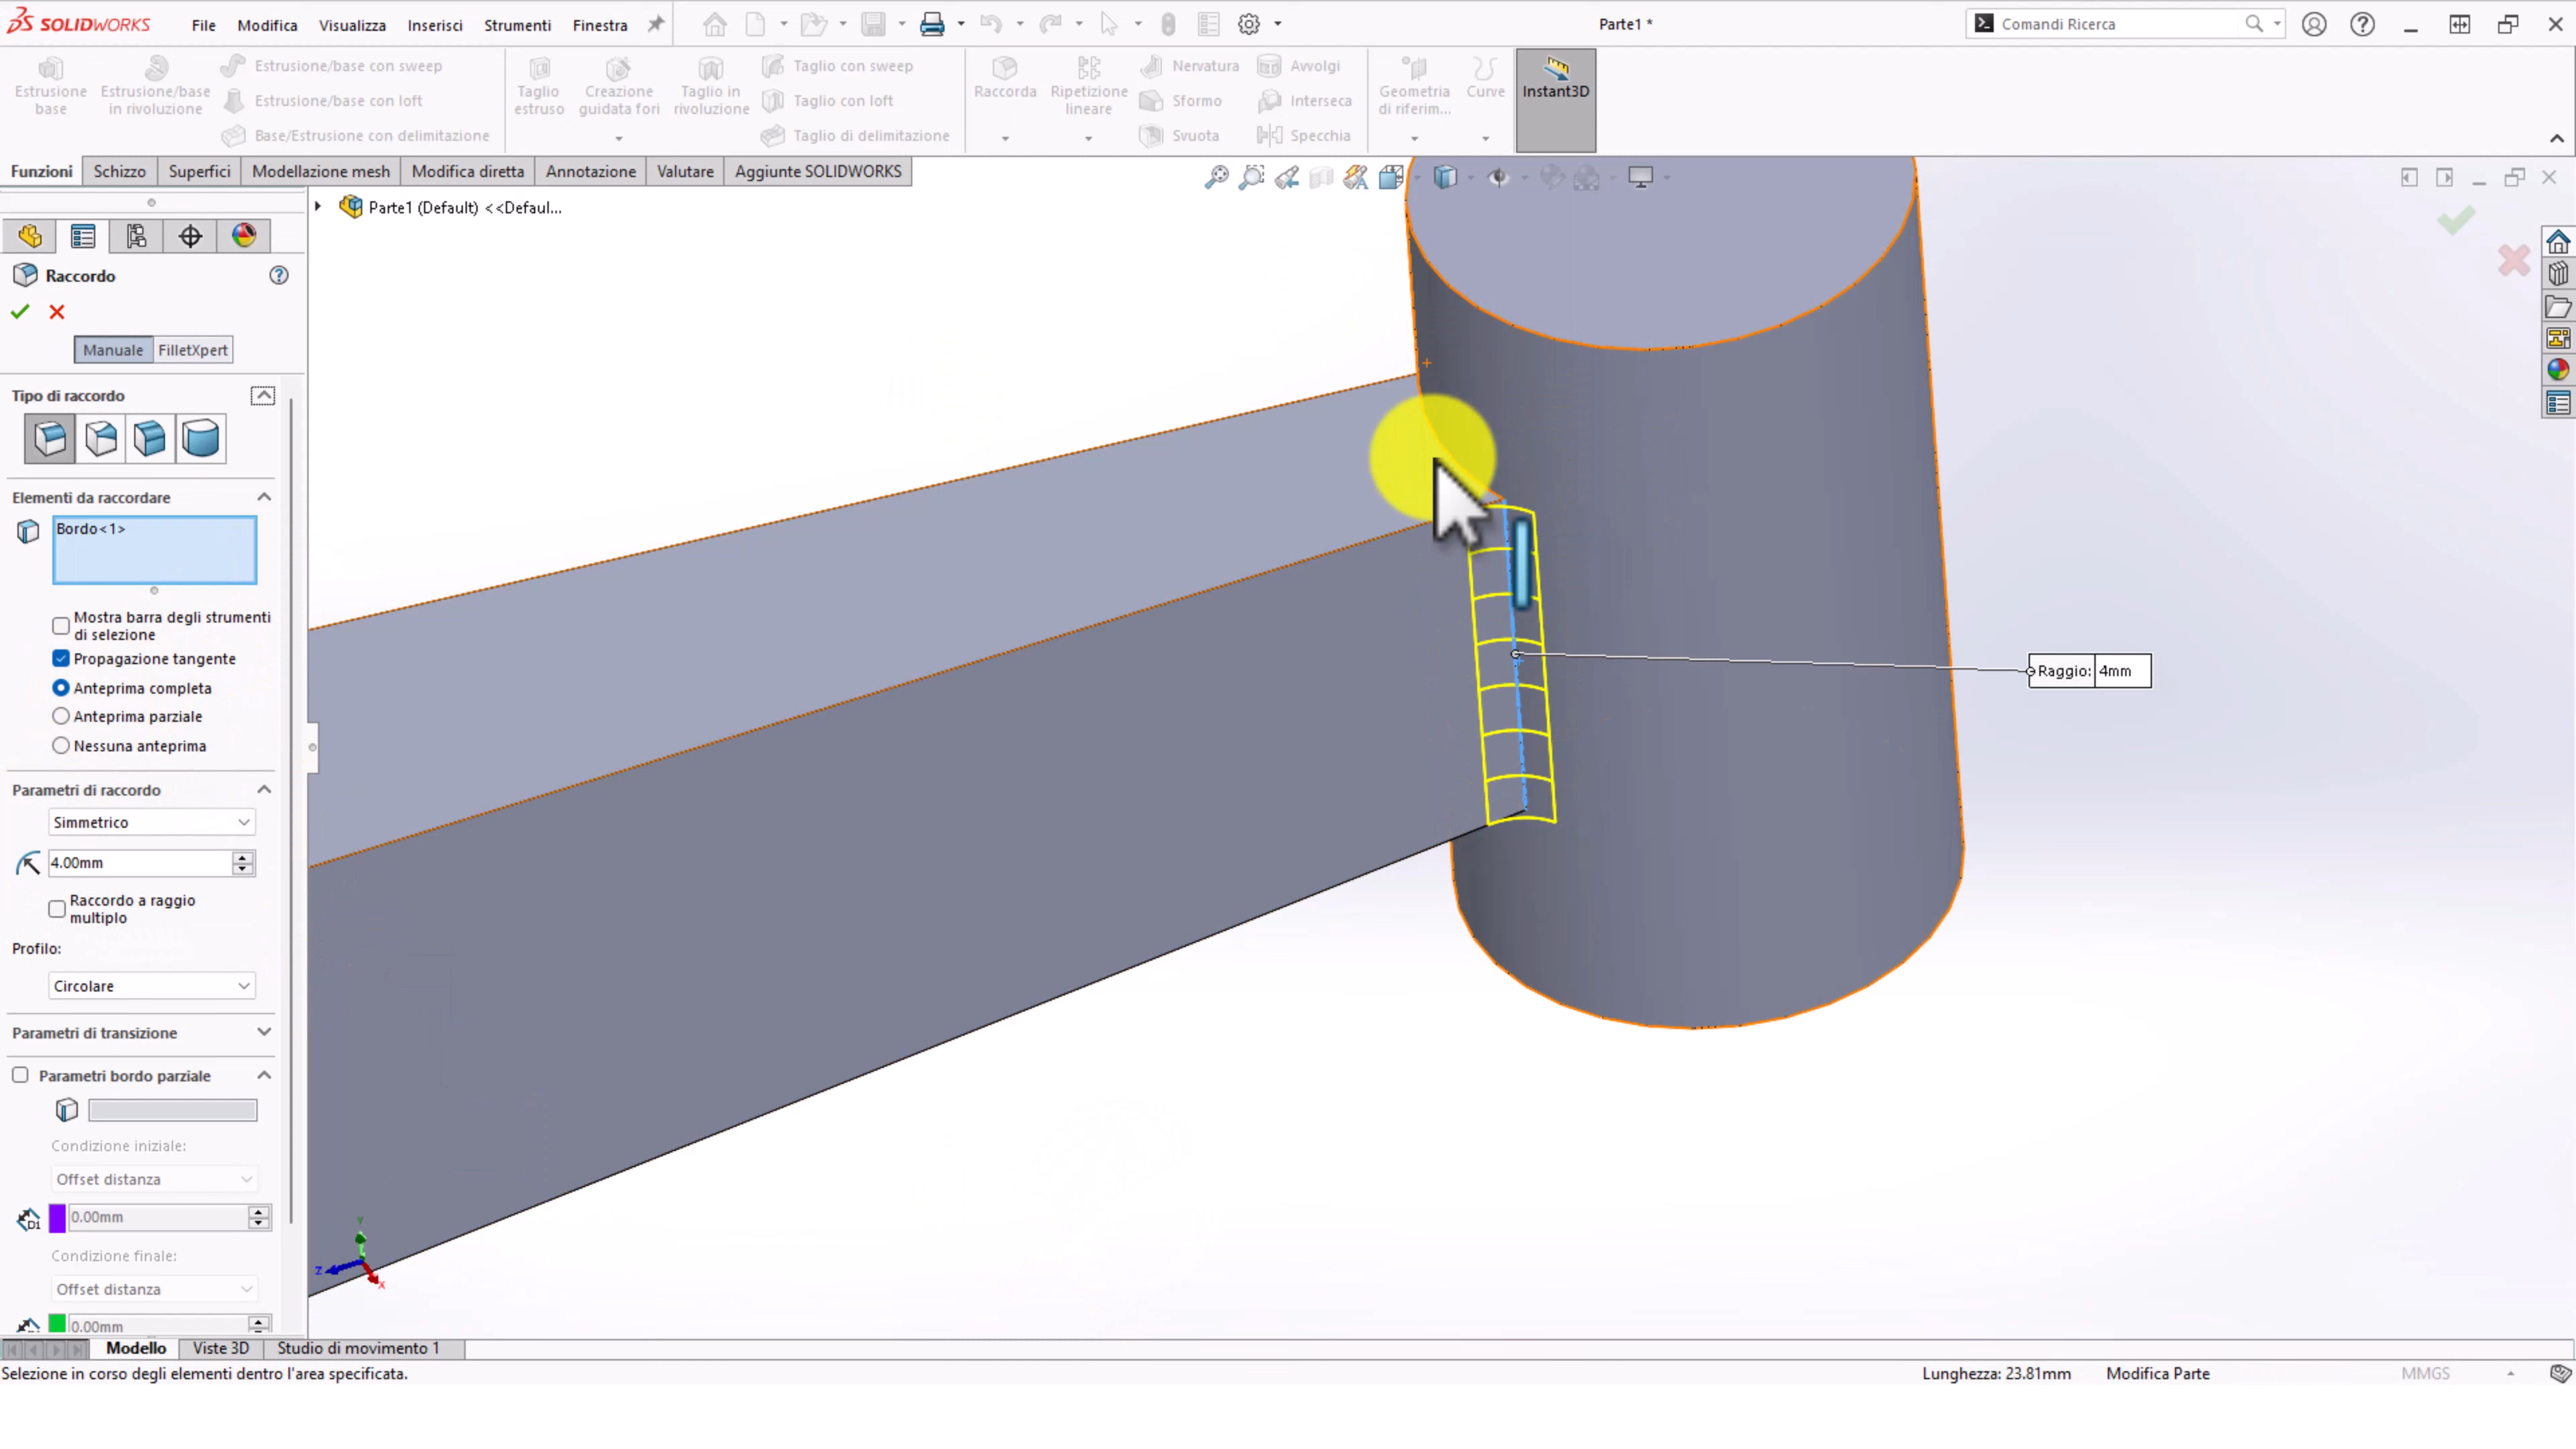 SOLIDWORKS File Modifica Visualizza Inserisci Strumenti Finestra Parte1 * Comandi Ricerca
Estrusione base
Estrusione/base in rivoluzione
Estrusione/base con sweep
Estrusione/base con loft
Base/Estrusione con delimitazione
Taglio estruso
Creazione guidata fori
Taglio in rivoluzione
Taglio con sweep
Taglio con loft
Taglio di delimitazione
Raccorda
Ripetizione lineare
Nervatura
Sformo
Svuota
Avvolgi
Interseca
Specchia
Geometria di riferim...
Curve
Instant3D
Funzioni Schizzo Superfici Modellazione mesh Modifica diretta Annotazione Valutare Aggiunte SOLIDWORKS
Parte1 (Default) <<Defaul...
Raccordo
Manuale FilletXpert
Tipo di raccordo
Elementi da raccordare
Bordo<1>
Mostra barra degli strumenti
di selezione
Propagazione tangente
Anteprima completa
Anteprima parziale
Nessuna anteprima
Parametri di raccordo
Simmetrico
4.00mm
Raccordo a raggio
multiplo
Profilo:
Circolare
Parametri di transizione
Parametri bordo parziale
Condizione iniziale:
Offset distanza
D1 0.00mm
Condizione finale:
Offset distanza
0.00mm
Raggio: 4mm
Y
Z
X
Modello Viste 3D Studio di movimento 1
Selezione in corso degli elementi dentro l'area specificata. Lunghezza: 23.81mm Modifica Parte MMGS